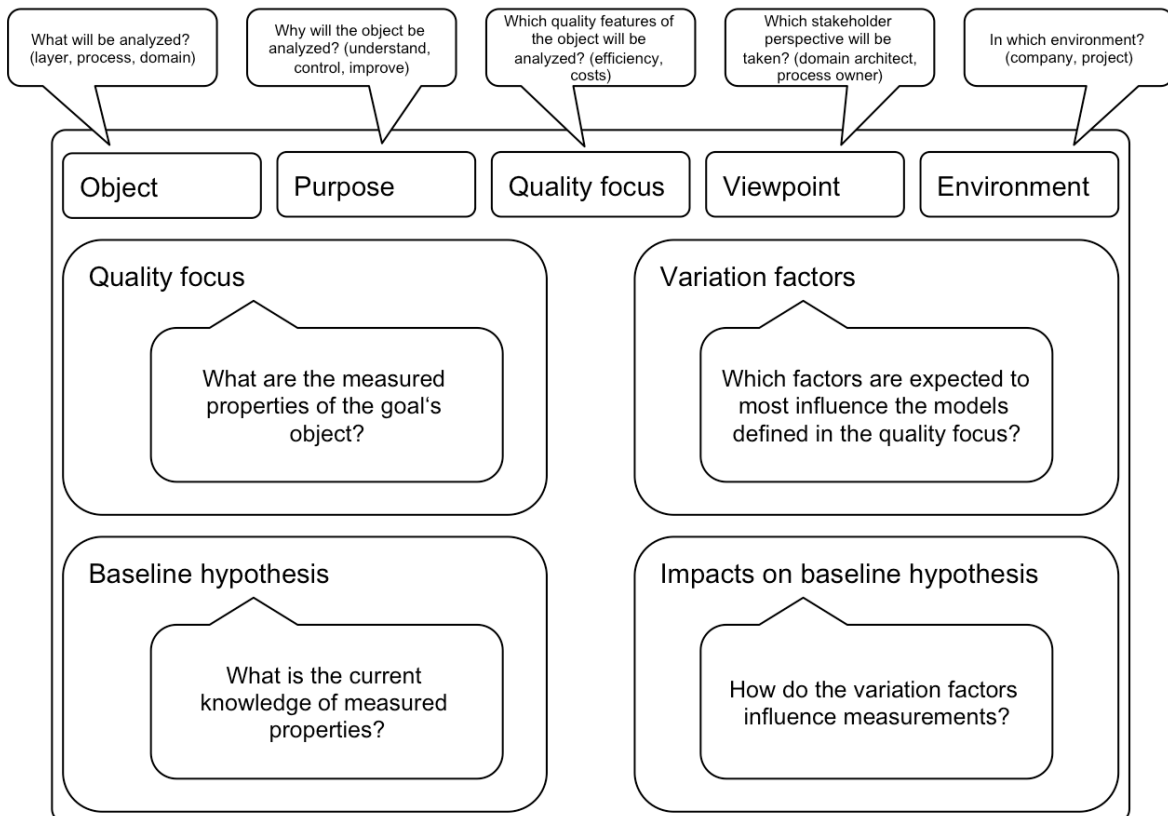 What will be analyzed?
(layer, process, domain)
Why will the object be
analyzed? (understand,
control, improve)
Which quality features of
the object will be
analyzed? (efficiency,
costs)
Which stakeholder
perspective will be
taken? (domain architect,
process owner)
In which environment?
(company, project)
Object
Purpose
Quality focus
Viewpoint
Environment
Quality focus
What are the measured
properties of the goal‘s
object?
Variation factors
Which factors are expected to
most influence the models
defined in the quality focus?
Baseline hypothesis
What is the current
knowledge of measured
properties?
Impacts on baseline hypothesis
How do the variation factors
influence measurements?